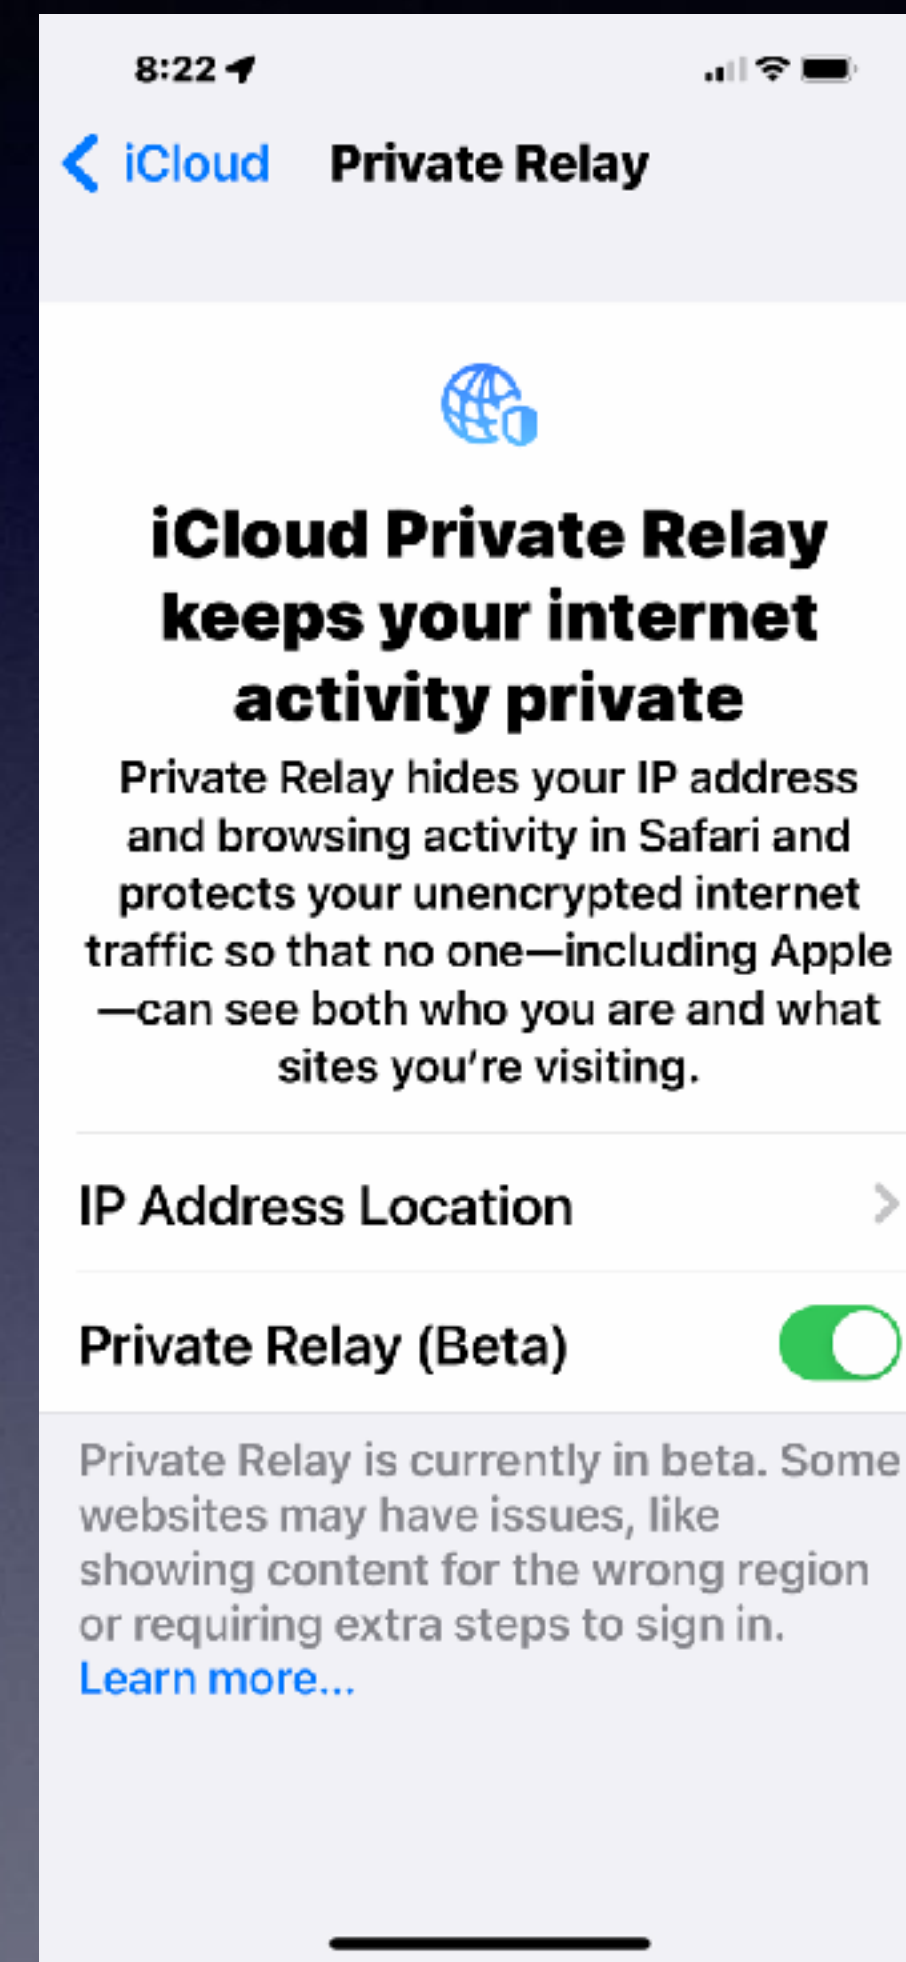 8:22
iCloud Private Relay
iCloud Private Relay
keeps your internet
activity private
Private Relay hides your IP address
and browsing activity in Safari and
protects your unencrypted internet
traffic so that no one—including Apple
—can see both who you are and what
sites you're visiting.
IP Address Location
Private Relay (Beta)
Private Relay is currently in beta. Some
websites may have issues, like
showing content for the wrong region
or requiring extra steps to sign in.
Learn more...